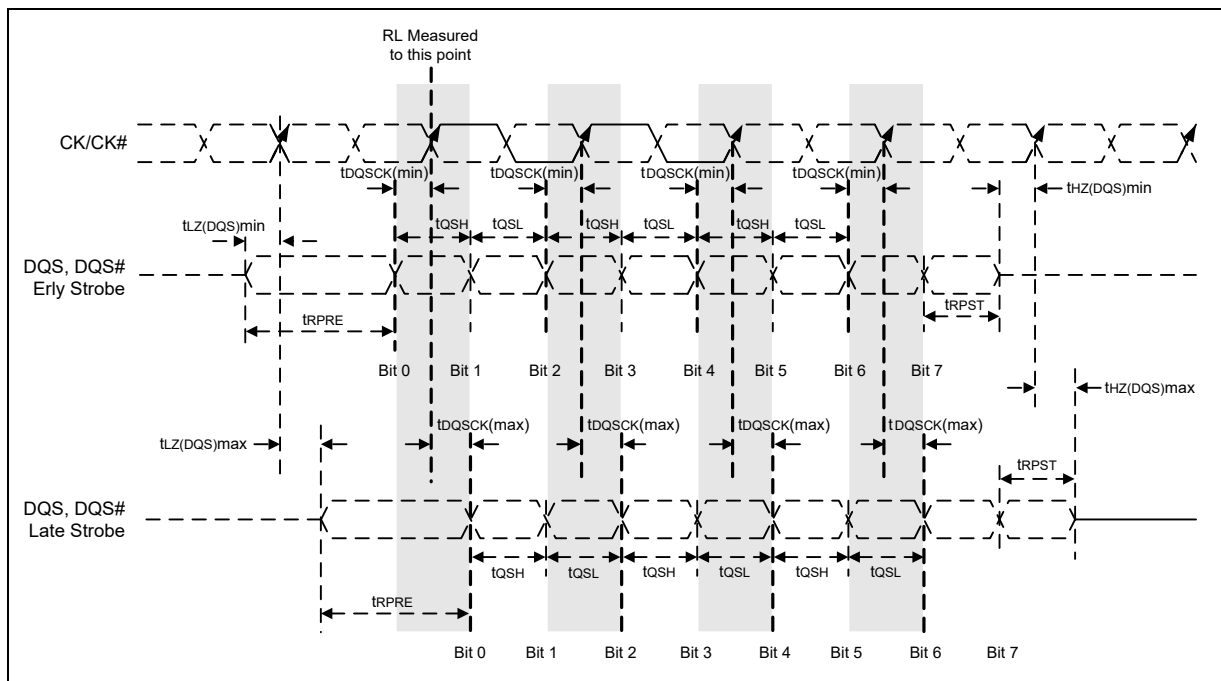 RL Measured
to this point
CK/CK#
tDQSCK(min) tDQSCK(min) tDQSCK(min) tDQSCK(min)
tHZ(DQS)min
tLZ(DQS)min
tQSH tQSL tQSH tQSL tQSH tQSL
DQS, DQS#
Erly Strobe
tRPRE
tRPST
Bit 0 Bit 1 Bit 2 Bit 3 Bit 4 Bit 5 Bit 6 Bit 7
tHZ(DQS)max
tDQSCK(max) tDQSCK(max) tDQSCK(max) tDQSCK(max)
tLZ(DQS)max
tRPST
DQS, DQS#
Late Strobe
tQSH tQSL tQSH tQSL tQSH tQSL
tRPRE
Bit 0 Bit 1 Bit 2 Bit 3 Bit 4 Bit 5 Bit 6 Bit 7